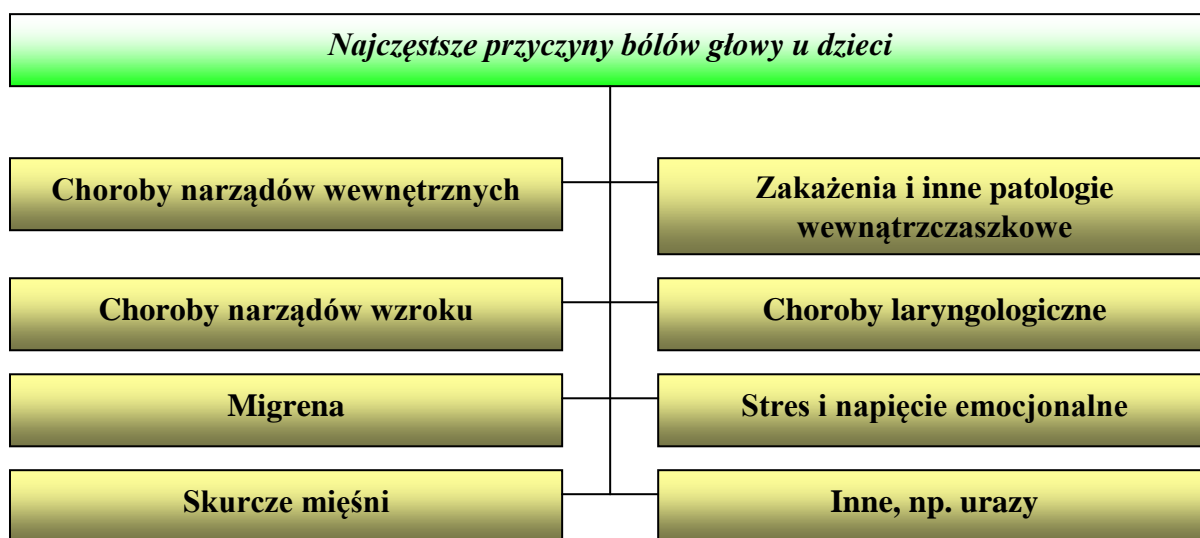 Najczęstsze przyczyny bólów głowy u dzieci
Choroby narządów wewnętrznych
Zakażenia i inne patologie
wewnątrzczaszkowe
Choroby narządów wzroku
Choroby laryngologiczne
Migrena
Stres i napięcie emocjonalne
Skurcze mięśni
Inne, np. urazy